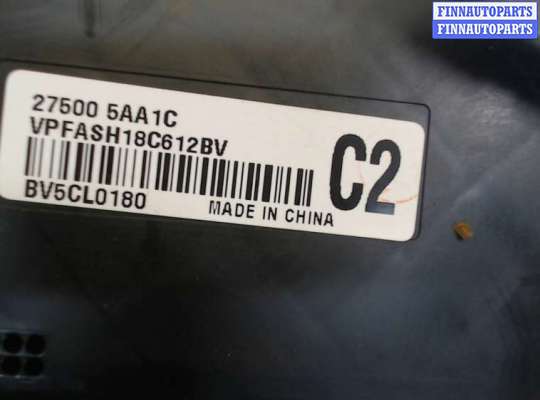 FINNAUTOPARTS
FINNAUTOPARTS
27500 5AA1C
VPFASH18C612BV
BV5CL0180
MADE IN CHINA
C2